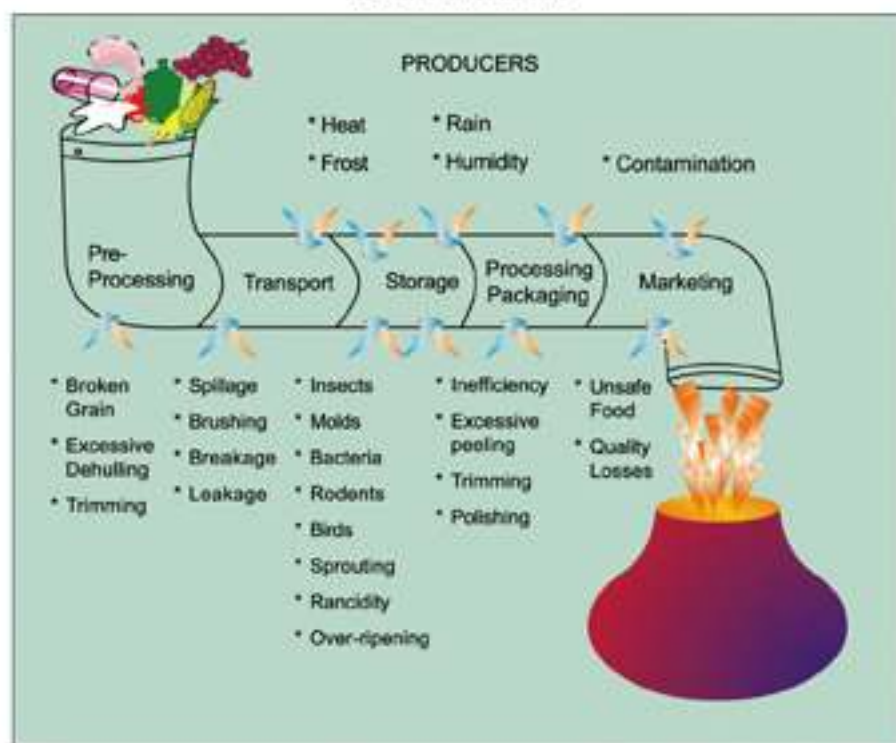 PRODUCERS
* Heat
* Rain
* Frost
* Humidity
* Contamination
Pre-
Processing
Transport
Storage
Processing
Packaging
Marketing
* Broken
Grain
* Excessive
Dehulling
* Trimming
* Spillage
* Brushing
* Breakage
* Leakage
* Insects
* Molds
* Bacteria
* Rodents
* Birds
* Sprouting
* Rancidity
* Over-ripening
* Inefficiency
* Excessive
peeling
* Trimming
* Polishing
* Unsafe
Food
* Quality
Losses